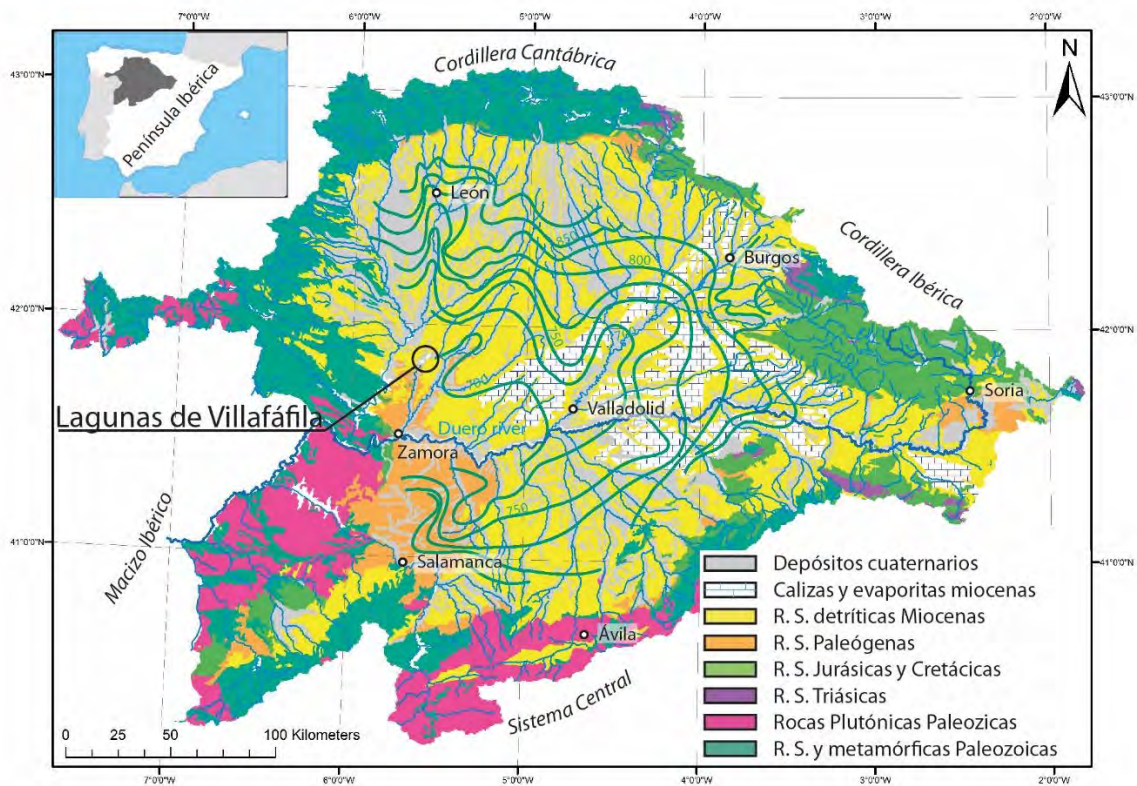 7°0'0"W
6°0'0"W
5°0'0"W
4°0'0"W
3°0'0"W
2°0'0"W
N
Península Ibérica
Cordillera Cantábrica
43°0'0"N
43°0'0"N
León
850
800
Burgos
Cordillera Ibérica
42°0'0"N
42°0'0"N
750
700
700
Soria
Lagunas de Villafáfila
Valladolid
Duero river
Zamora
Macizo Ibérico
750
41°0'0"N
41°0'0"N
Salamanca
Ávila
Sistema Central
Depósitos cuaternarios
Calizas y evaporitas miocenas
R. S. detríticas Miocenas
R. S. Paleógenas
R. S. Jurásicas y Cretácicas
R. S. Triásicas
Rocas Plutónicas Paleozicas
R. S. y metamórficas Paleozoicas
0 25 50 100 Kilometers
7°0'0"W
6°0'0"W
5°0'0"W
4°0'0"W
3°0'0"W
2°0'0"W